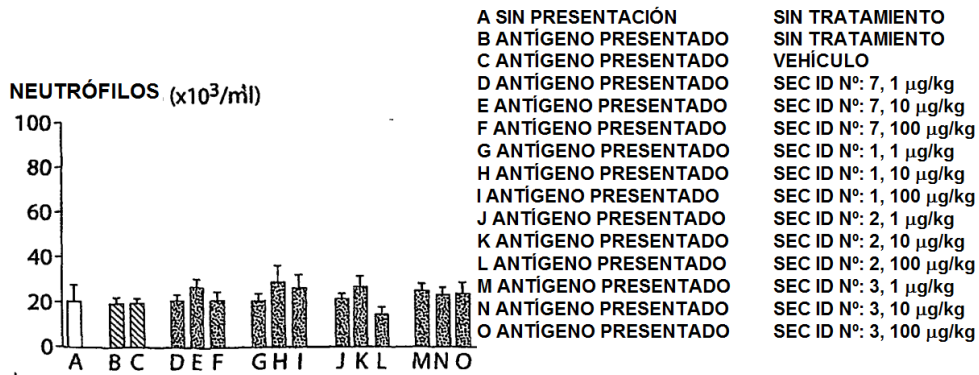 A SIN PRESENTACIÓN SIN TRATAMIENTO
B ANTÍGENO PRESENTADO SIN TRATAMIENTO
C ANTÍGENO PRESENTADO VEHÍCULO
D ANTÍGENO PRESENTADO SEC ID Nº: 7, 1 µg/kg
E ANTÍGENO PRESENTADO SEC ID Nº: 7, 10 µg/kg
F ANTÍGENO PRESENTADO SEC ID Nº: 7, 100 µg/kg
G ANTÍGENO PRESENTADO SEC ID Nº: 1, 1 µg/kg
H ANTÍGENO PRESENTADO SEC ID Nº: 1, 10 µg/kg
I ANTÍGENO PRESENTADO SEC ID Nº: 1, 100 µg/kg
J ANTÍGENO PRESENTADO SEC ID Nº: 2, 1 µg/kg
K ANTÍGENO PRESENTADO SEC ID Nº: 2, 10 µg/kg
L ANTÍGENO PRESENTADO SEC ID Nº: 2, 100 µg/kg
M ANTÍGENO PRESENTADO SEC ID Nº: 3, 1 µg/kg
N ANTÍGENO PRESENTADO SEC ID Nº: 3, 10 µg/kg
O ANTÍGENO PRESENTADO SEC ID Nº: 3, 100 µg/kg
NEUTRÓFILOS (x10³/ml)
100
80
60
40
20
0
A B C D E F G H I J K L M N O